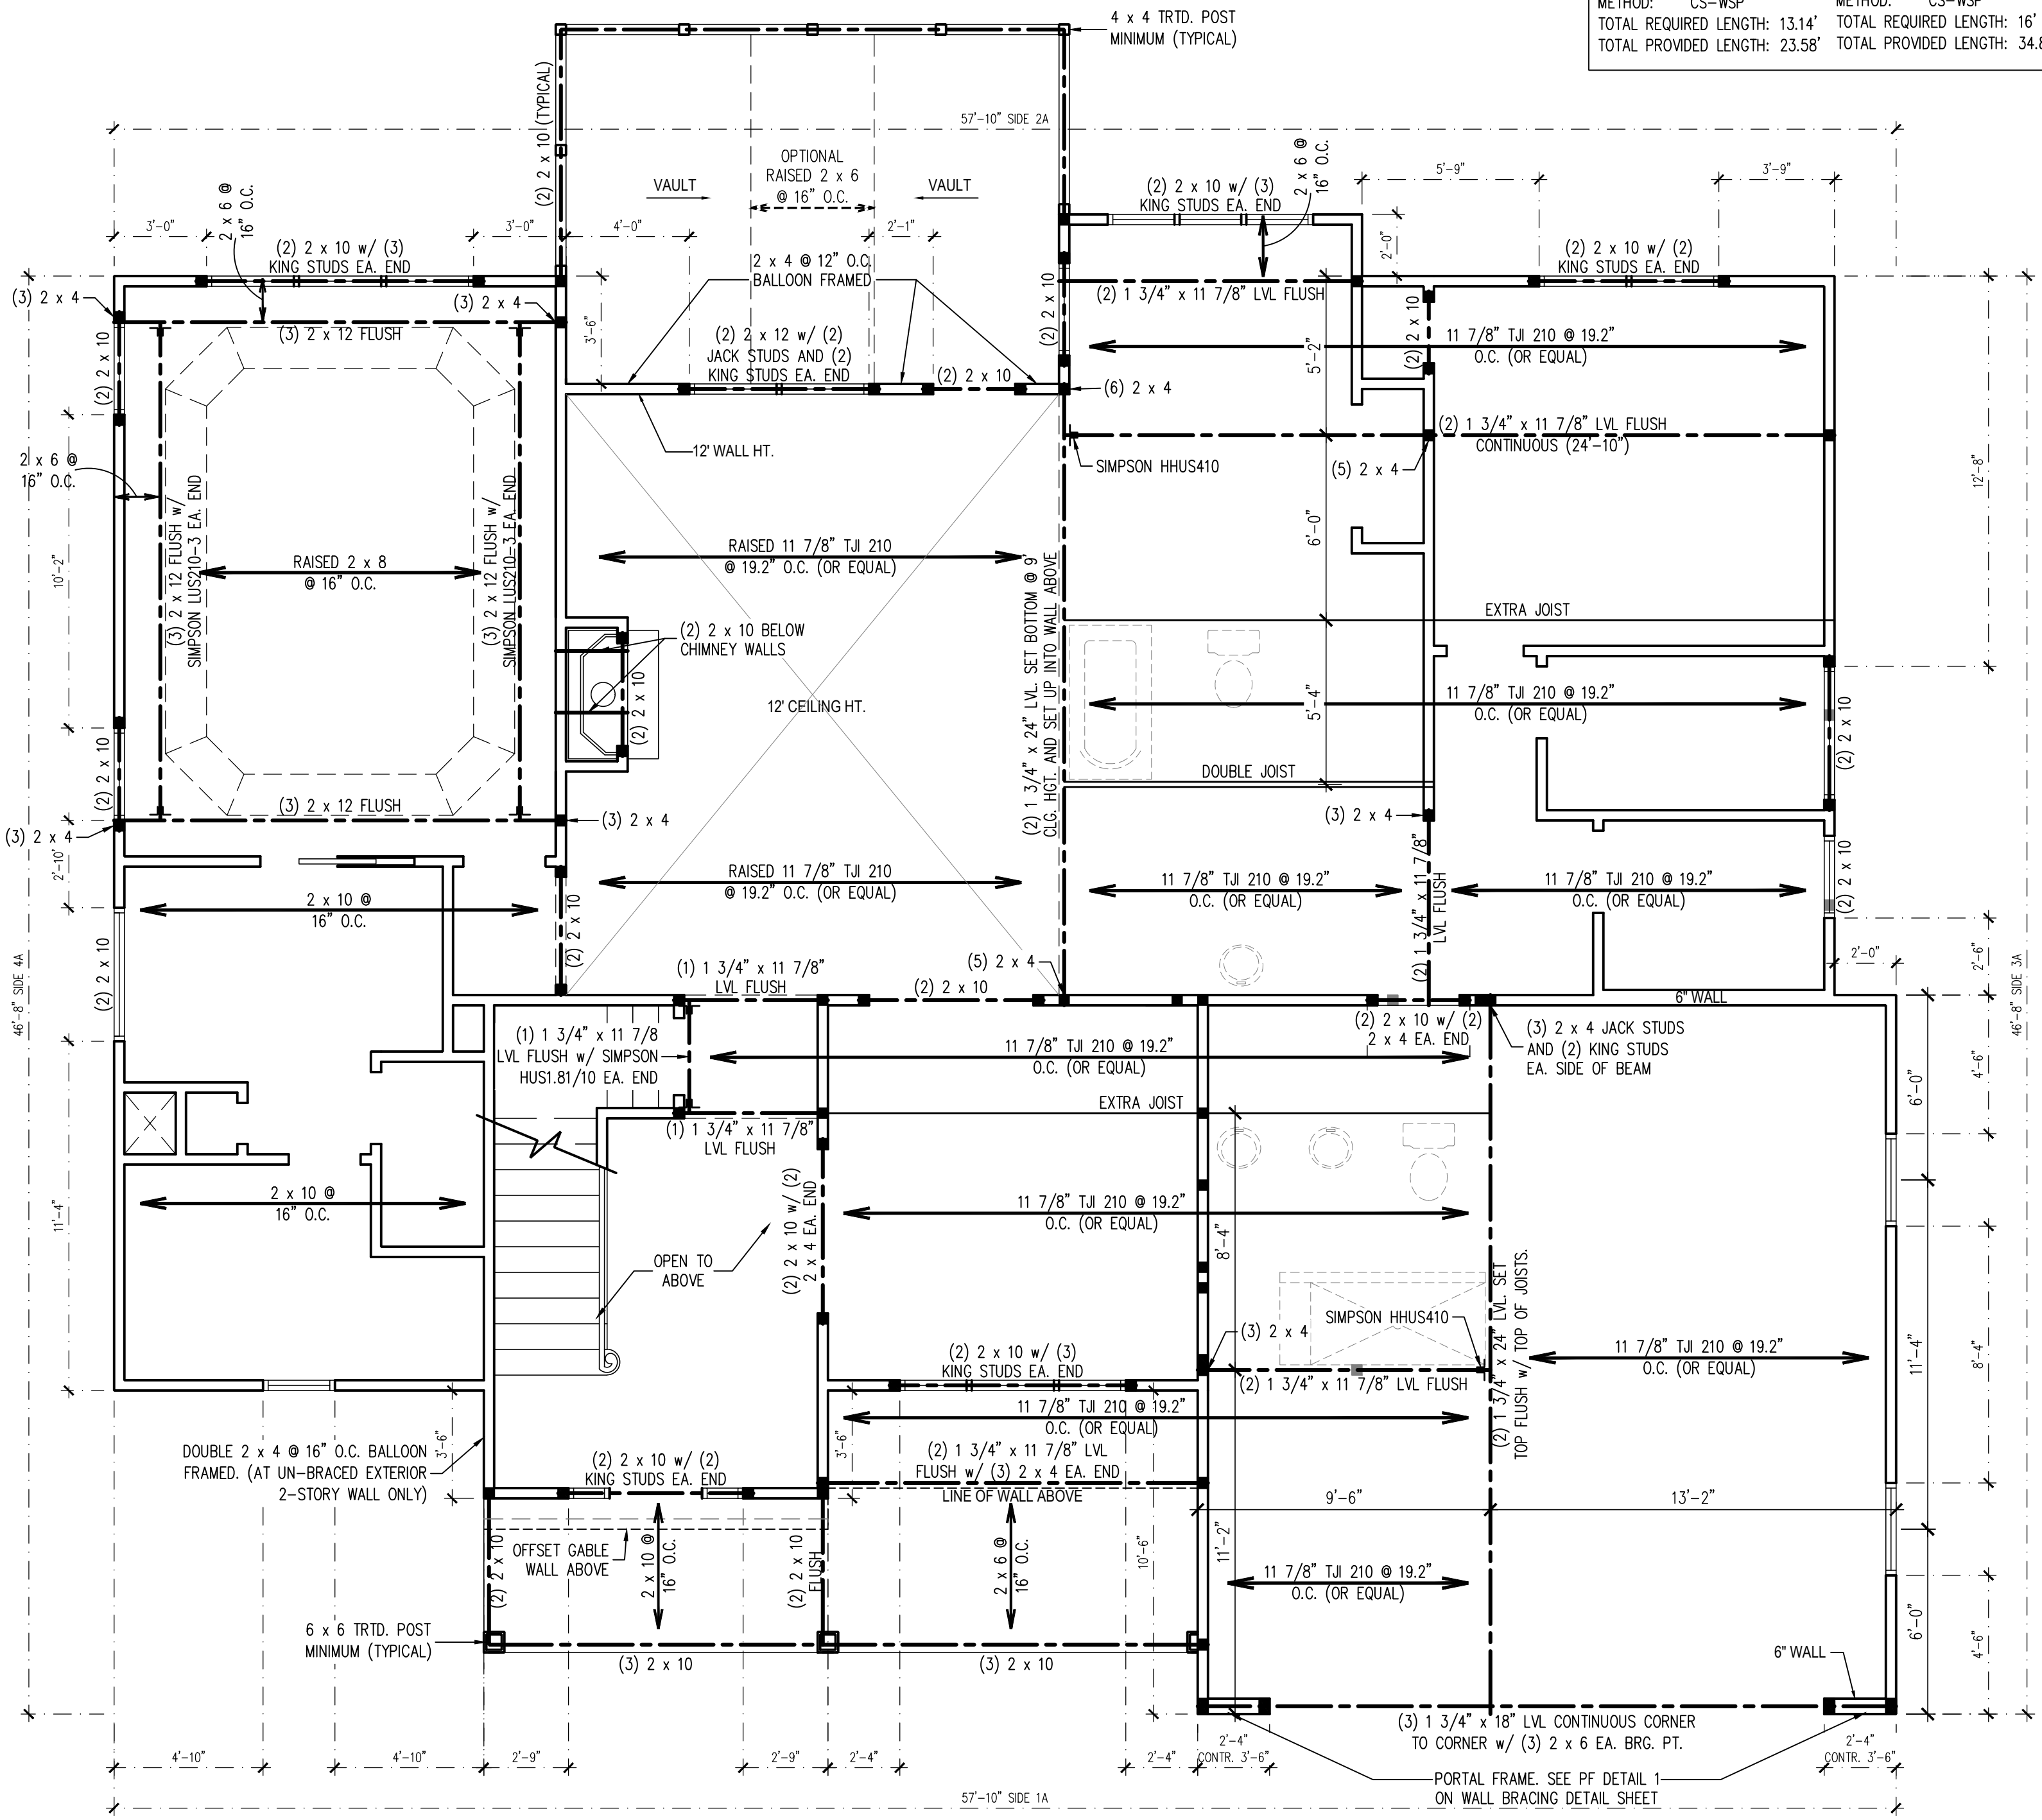 METHOD: CS-WSP
METHOD: CS-WSP
TOTAL REQUIRED LENGTH: 13.14'
TOTAL REQUIRED LENGTH: 16'
TOTAL PROVIDED LENGTH: 23.58'
TOTAL PROVIDED LENGTH: 34.8
4 x 4 TRTD. POST
MINIMUM (TYPICAL)
57'-10" SIDE 2A
(2) 2 x 10 (TYPICAL)
OPTIONAL
RAISED 2 x 6
@ 16" O.C.
VAULT
VAULT
2 x 6 @
16" O.C.
(2) 2 x 10 w/ (3)
KING STUDS EA. END
2 x 6 @
16" O.C.
5'-9"
3'-9"
3'-0"
3'-0"
4'-0"
2'-1"
2'-0"
(2) 2 x 10 w/ (3)
KING STUDS EA. END
2 x 4 @ 12" O.C.
BALLOON FRAMED
(2) 2 x 10 w/ (2)
KING STUDS EA. END
(3) 2 x 4
(3) 2 x 4
(3) 2 x 12 FLUSH
3'-6"
(2) 2 x 10
(2) 1 3/4" x 11 7/8" LVL FLUSH
(2) 2 x 10
(2) 2 x 10
(2) 2 x 12 w/ (2)
JACK STUDS AND (2)
KING STUDS EA. END
(2) 2 x 10
(6) 2 x 4
5'-2"
11 7/8" TJI 210 @ 19.2"
O.C. (OR EQUAL)
12' WALL HT.
SIMPSON HHUS410
(2) 1 3/4" x 11 7/8" LVL FLUSH
CONTINUOUS (24'-10")
(5) 2 x 4
12'-8"
2 x 6 @
16" O.C.
(3) 2 x 12 FLUSH w/
SIMPSON LUS210-3 EA. END
(3) 2 x 12 FLUSH w/
SIMPSON LUS210-3 EA. END
10'-2"
RAISED 2 x 8
@ 16" O.C.
RAISED 11 7/8" TJI 210
@ 19.2" O.C. (OR EQUAL)
(2) 1 3/4" x 24" LVL. SET BOTTOM @ 9'
CLG. HGT. AND SET UP INTO WALL ABOVE
6'-0"
EXTRA JOIST
(2) 2 x 10 BELOW
CHIMNEY WALLS
(2) 2 x 10
12' CEILING HT.
5'-4"
11 7/8" TJI 210 @ 19.2"
O.C. (OR EQUAL)
(2) 2 x 10
(2) 2 x 10
(3) 2 x 12 FLUSH
(3) 2 x 4
(3) 2 x 4
DOUBLE JOIST
(3) 2 x 4
2'-10"
RAISED 11 7/8" TJI 210
@ 19.2" O.C. (OR EQUAL)
11 7/8" TJI 210 @ 19.2"
O.C. (OR EQUAL)
(2) 1 3/4" x 11 7/8"
LVL FLUSH
11 7/8" TJI 210 @ 19.2"
O.C. (OR EQUAL)
(2) 2 x 10
2 x 10 @
16" O.C.
(2) 2 x 10
(2) 2 x 10
46'-8" SIDE 4A
46'-8" SIDE 3A
2'-6"
2'-0"
(1) 1 3/4" x 11 7/8"
LVL FLUSH
(5) 2 x 4
(2) 2 x 10
6" WALL
(1) 1 3/4" x 11 7/8
LVL FLUSH w/ SIMPSON
HUS1.81/10 EA. END
11 7/8" TJI 210 @ 19.2"
O.C. (OR EQUAL)
(2) 2 x 10 w/ (2)
2 x 4 EA. END
(3) 2 x 4 JACK STUDS
AND (2) KING STUDS
EA. SIDE OF BEAM
4'-6"
6'-0"
EXTRA JOIST
(1) 1 3/4" x 11 7/8"
LVL FLUSH
2 x 10 @
16" O.C.
11'-4"
(2) 2 x 10 w/ (2)
2 x 4 EA. END
11 7/8" TJI 210 @ 19.2"
O.C. (OR EQUAL)
8'-4"
OPEN TO
ABOVE
SIMPSON HHUS410
(3) 2 x 4
(2) 1 3/4" x 24" LVL. SET
TOP FLUSH w/ TOP OF JOISTS.
11 7/8" TJI 210 @ 19.2"
O.C. (OR EQUAL)
11'-4"
8'-4"
(2) 2 x 10 w/ (3)
KING STUDS EA. END
(2) 1 3/4" x 11 7/8" LVL FLUSH
11 7/8" TJI 210 @ 19.2"
O.C. (OR EQUAL)
DOUBLE 2 x 4 @ 16" O.C. BALLOON
FRAMED. (AT UN-BRACED EXTERIOR
2-STORY WALL ONLY)
3'-6"
3'-6"
(2) 2 x 10 w/ (2)
KING STUDS EA. END
(2) 1 3/4" x 11 7/8" LVL
FLUSH w/ (3) 2 x 4 EA. END
LINE OF WALL ABOVE
9'-6"
13'-2"
OFFSET GABLE
WALL ABOVE
(2) 2 x 10
2 x 10 @
16" O.C.
(2) 2 x 10
FLUSH
2 x 6 @
16" O.C.
10'-6"
11'-2"
11 7/8" TJI 210 @ 19.2"
O.C. (OR EQUAL)
6'-0"
4'-6"
6 x 6 TRTD. POST
MINIMUM (TYPICAL)
(3) 2 x 10
(3) 2 x 10
6" WALL
(3) 1 3/4" x 18" LVL CONTINUOUS CORNER
TO CORNER w/ (3) 2 x 6 EA. BRG. PT.
4'-10"
4'-10"
2'-9"
2'-9"
2'-4"
2'-4"
2'-4"
CONTR. 3'-6"
2'-4"
CONTR. 3'-6"
PORTAL FRAME. SEE PF DETAIL 1
ON WALL BRACING DETAIL SHEET
57'-10" SIDE 1A